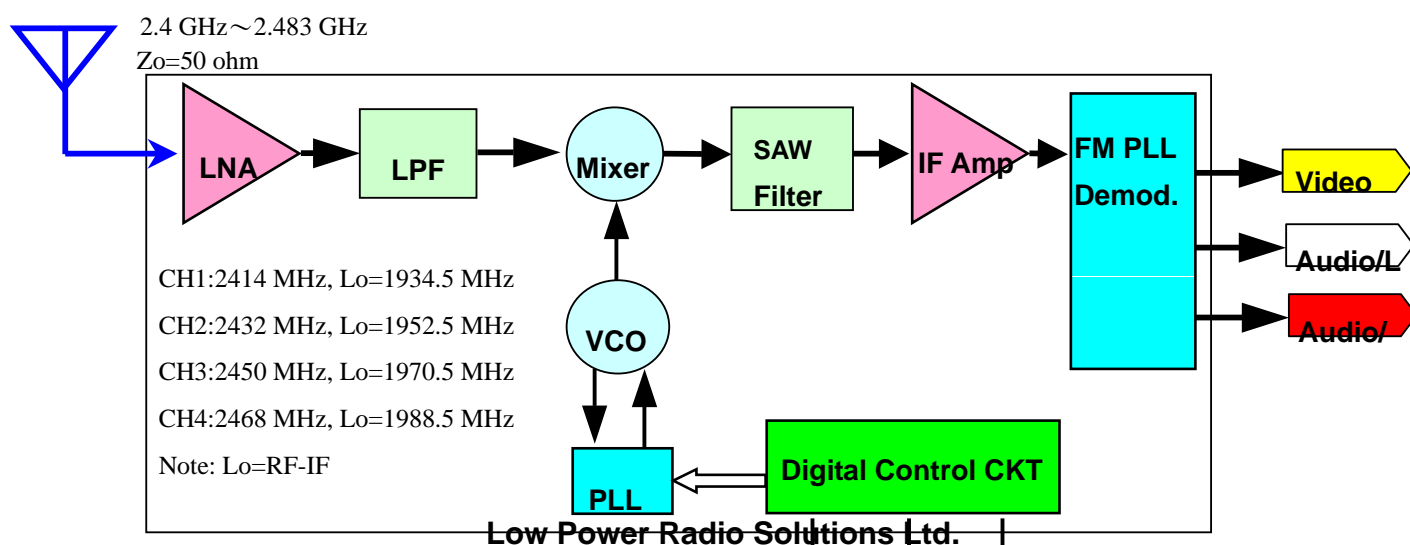 2.4 GHz～2.483 GHz
Zo=50 ohm
LNA
LPF
Mixer
SAW
Filter
IF Amp
FM PLL
Demod.
Video
Audio/L
Audio/
CH1:2414 MHz, Lo=1934.5 MHz
CH2:2432 MHz, Lo=1952.5 MHz
CH3:2450 MHz, Lo=1970.5 MHz
CH4:2468 MHz, Lo=1988.5 MHz
Note: Lo=RF-IF
VCO
PLL
Digital Control CKT
Low Power Radio Solutions Ltd.